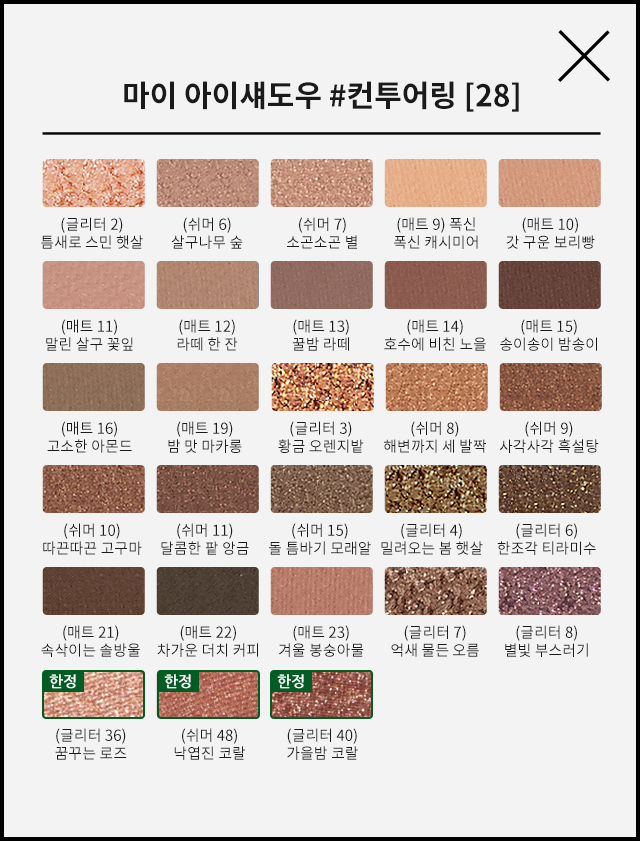 마이 아이섀도우 #컨투어링 [28]
(글리터 2)
틈새로 스민 햇살
(쉬머 6)
살구나무 숲
(쉬머 7)
소곤소곤 별
(매트 9) 폭신
폭신 캐시미어
(매트 10)
갓 구운 보리빵
(매트 11)
말린 살구 꽃잎
(매트 12)
라떼 한 잔
(매트 13)
꿀밤 라떼
(매트 14)
호수에 비친 노을
(매트 15)
송이송이 밤송이
(매트 16)
고소한 아몬드
(매트 19)
밤 맛 마카롱
(글리터 3)
황금 오렌지밭
(쉬머 8)
해변까지 세 발짝
(쉬머 9)
사각사각 흑설탕
(쉬머 10)
따끈따끈 고구마
(쉬머 11)
달콤한 팥 앙금
(쉬머 15)
돌 틈바기 모래알
(글리터 4)
밀려오는 봄 햇살
(글리터 6)
한조각 티라미수
(매트 21)
속삭이는 솔방울
(매트 22)
차가운 더치 커피
(매트 23)
겨울 봉숭아물
(글리터 7)
억새 물든 오름
(글리터 8)
별빛 부스러기
한정
(글리터 36)
꿈꾸는 로즈
한정
(쉬머 48)
낙엽진 코랄
한정
(글리터 40)
가을밤 코랄